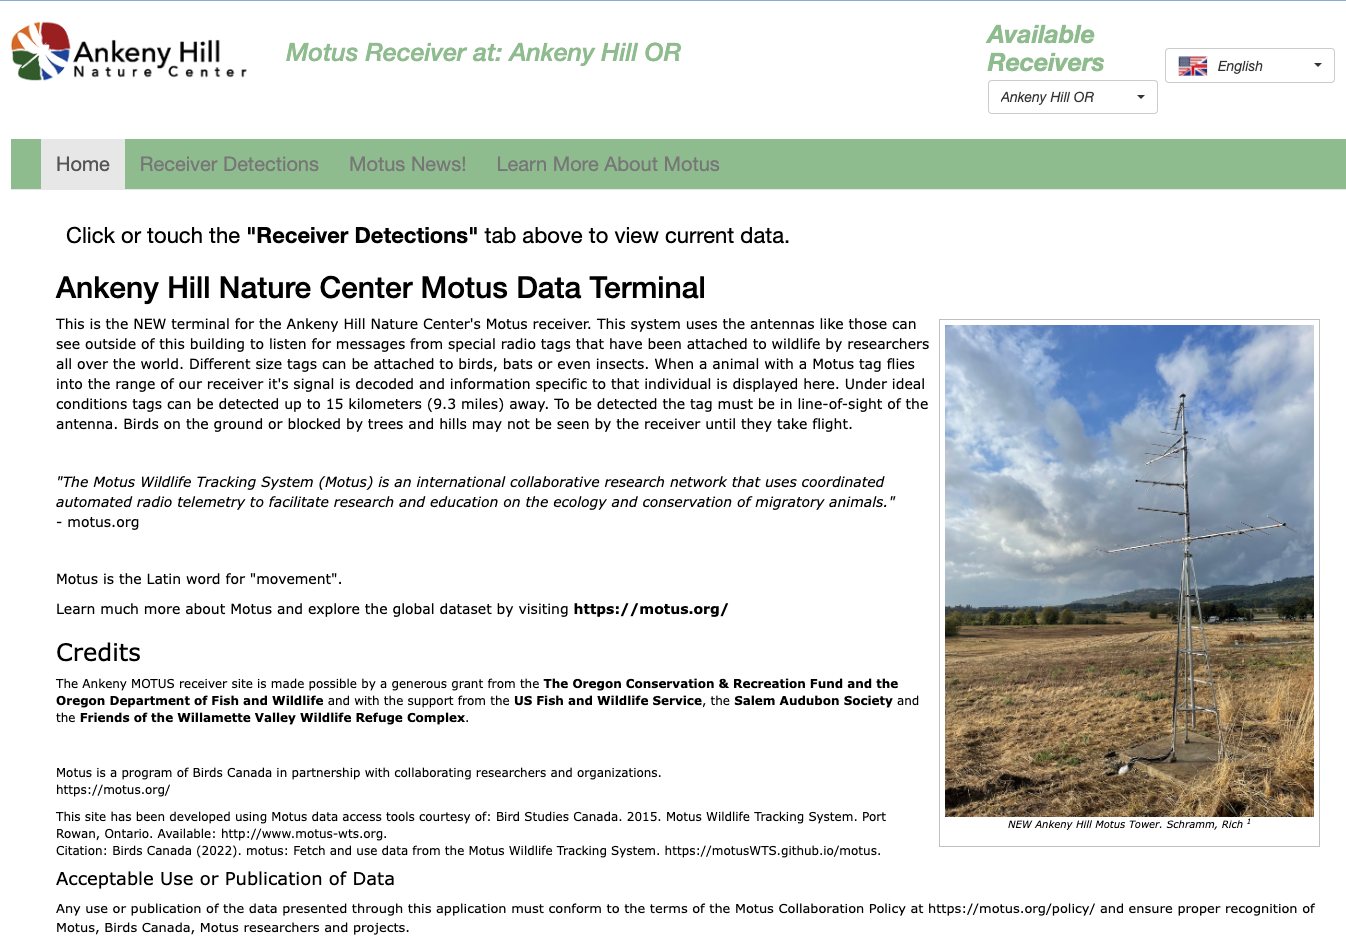 Ankeny Hill
Nature Center
Motus Receiver at: Ankeny Hill OR
Available
Receivers
Ankeny Hill OR
English
Home
Receiver Detections
Motus News!
Learn More About Motus
Click or touch the "Receiver Detections" tab above to view current data.
Ankeny Hill Nature Center Motus Data Terminal
This is the NEW terminal for the Ankeny Hill Nature Center's Motus receiver. This system uses the antennas like those can
see outside of this building to listen for messages from special radio tags that have been attached to wildlife by researchers
all over the world. Different size tags can be attached to birds, bats or even insects. When a animal with a Motus tag flies
into the range of our receiver it's signal is decoded and information specific to that individual is displayed here. Under ideal
conditions tags can be detected up to 15 kilometers (9.3 miles) away. To be detected the tag must be in line-of-sight of the
antenna. Birds on the ground or blocked by trees and hills may not be seen by the receiver until they take flight.
"The Motus Wildlife Tracking System (Motus) is an international collaborative research network that uses coordinated
automated radio telemetry to facilitate research and education on the ecology and conservation of migratory animals."
- motus.org
Motus is the Latin word for "movement".
Learn much more about Motus and explore the global dataset by visiting https://motus.org/
NEW Ankeny Hill Motus Tower. Schramm, Rich 1
Credits
The Ankeny MOTUS receiver site is made possible by a generous grant from the The Oregon Conservation & Recreation Fund and the
Oregon Department of Fish and Wildlife and with the support from the US Fish and Wildlife Service, the Salem Audubon Society and
the Friends of the Willamette Valley Wildlife Refuge Complex.
Motus is a program of Birds Canada in partnership with collaborating researchers and organizations.
https://motus.org/
This site has been developed using Motus data access tools courtesy of: Bird Studies Canada. 2015. Motus Wildlife Tracking System. Port
Rowan, Ontario. Available: http://www.motus-wts.org.
Citation: Birds Canada (2022). motus: Fetch and use data from the Motus Wildlife Tracking System. https://motusWTS.github.io/motus.
Acceptable Use or Publication of Data
Any use or publication of the data presented through this application must conform to the terms of the Motus Collaboration Policy at https://motus.org/policy/ and ensure proper recognition of
Motus, Birds Canada, Motus researchers and projects.